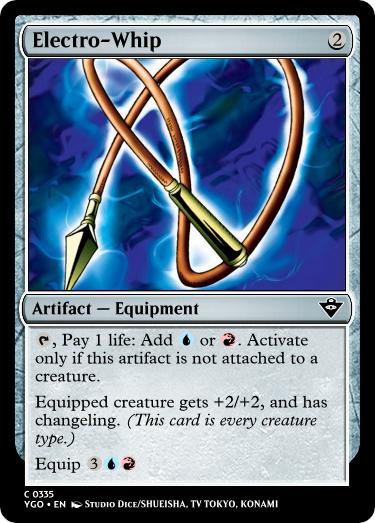 Electro-Whip 2
Artifact — Equipment
, Pay 1 life: Add or . Activate
only if this artifact is not attached to a
creature.
Equipped creature gets +2/+2, and has
changeling. (This card is every creature
type.)
Equip 3
C 0335
YGO • EN Studio Dice/SHUEISHA, TV TOKYO, KONAMI